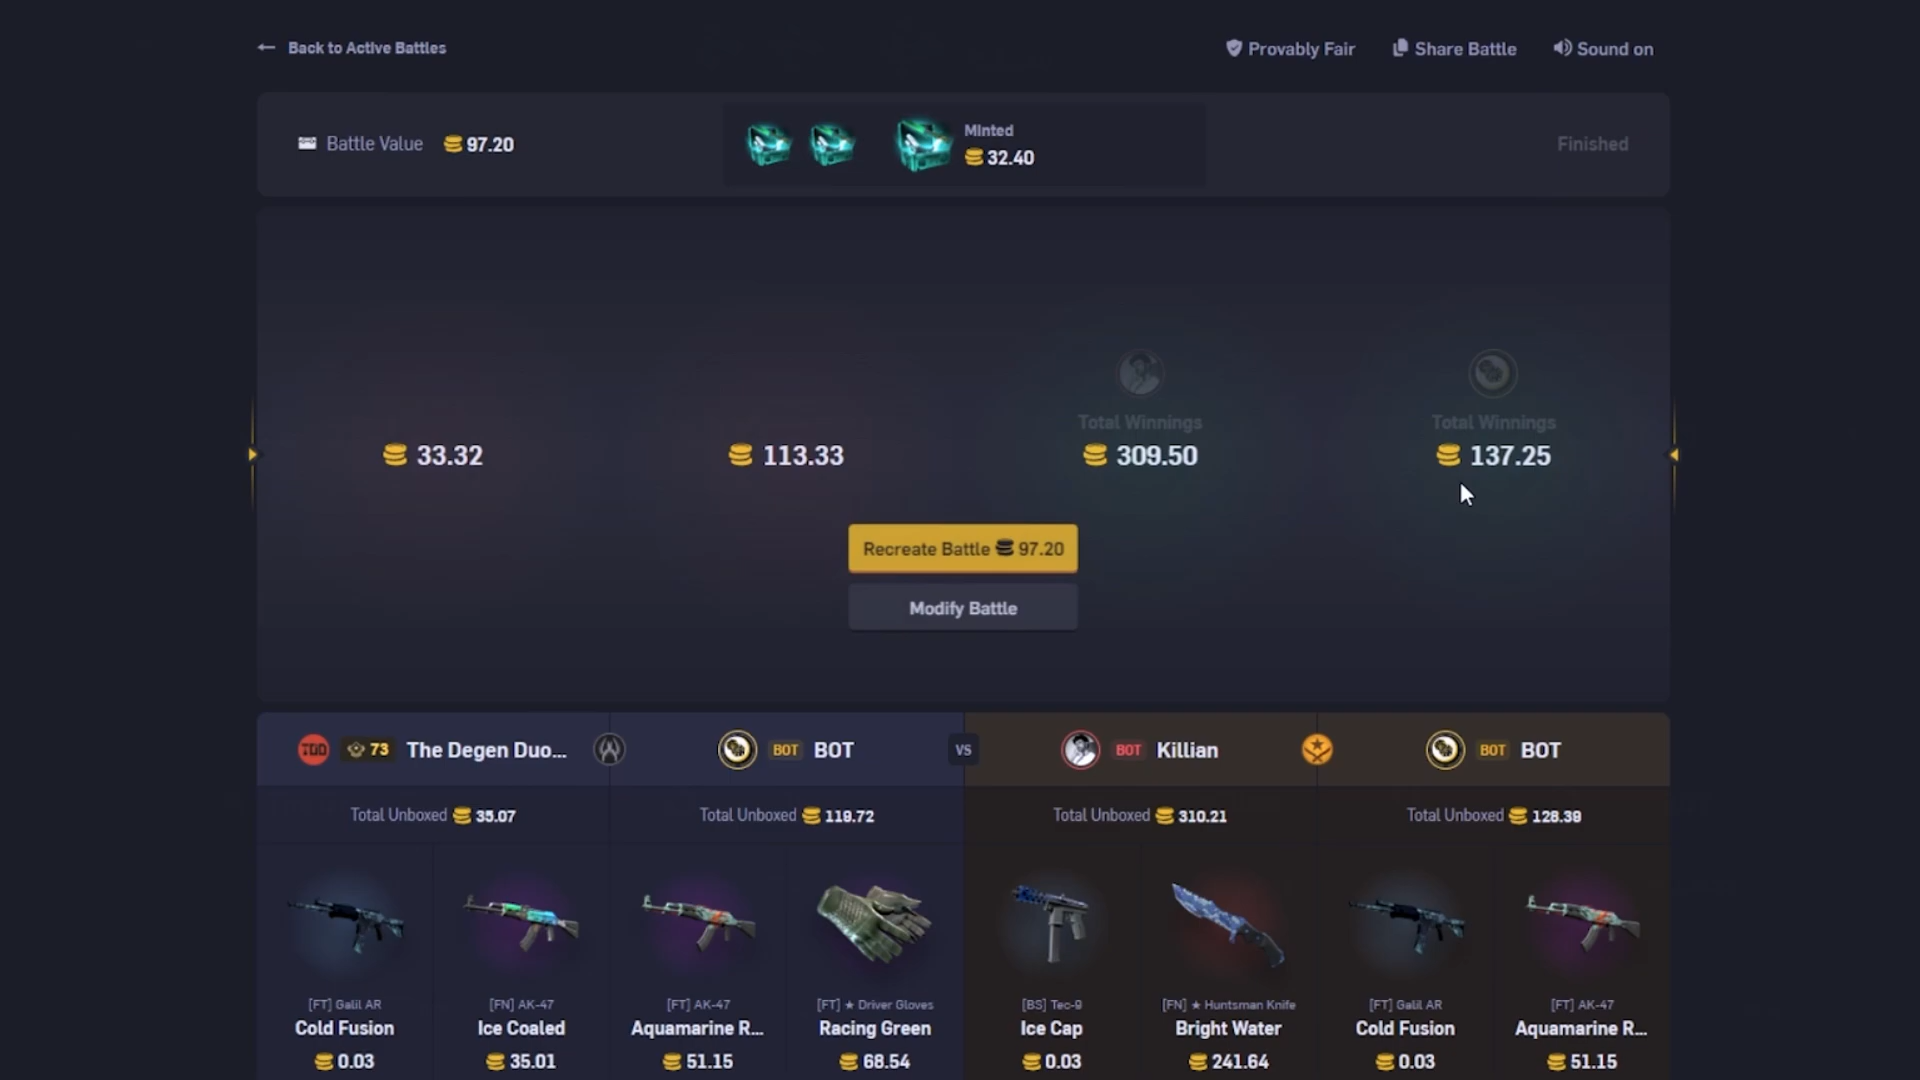 Back to Active Battles
Provably Fair
Share Battle
Sound on
Battle Value 97.20
Minted
32.40
Finished
Total Winnings
Total Winnings
33.32
113.33
309.50
137.25
Recreate Battle 97.20
Modify Battle
TDD 73 The Degen Duo...
BOT BOT
VS
BOT Killian
BOT BOT
Total Unboxed 35.07
Total Unboxed 119.72
Total Unboxed 310.21
Total Unboxed 128.39
[FT] Galil AR
[FN] AK-47
[FT] AK-47
[FT] ★ Driver Gloves
[BS] Tec-9
[FN] ★ Huntsman Knife
[FT] Galil AR
[FT] AK-47
Cold Fusion
Ice Coaled
Aquamarine R...
Racing Green
Ice Cap
Bright Water
Cold Fusion
Aquamarine R...
0.03
35.01
51.15
68.54
0.03
241.64
0.03
51.15